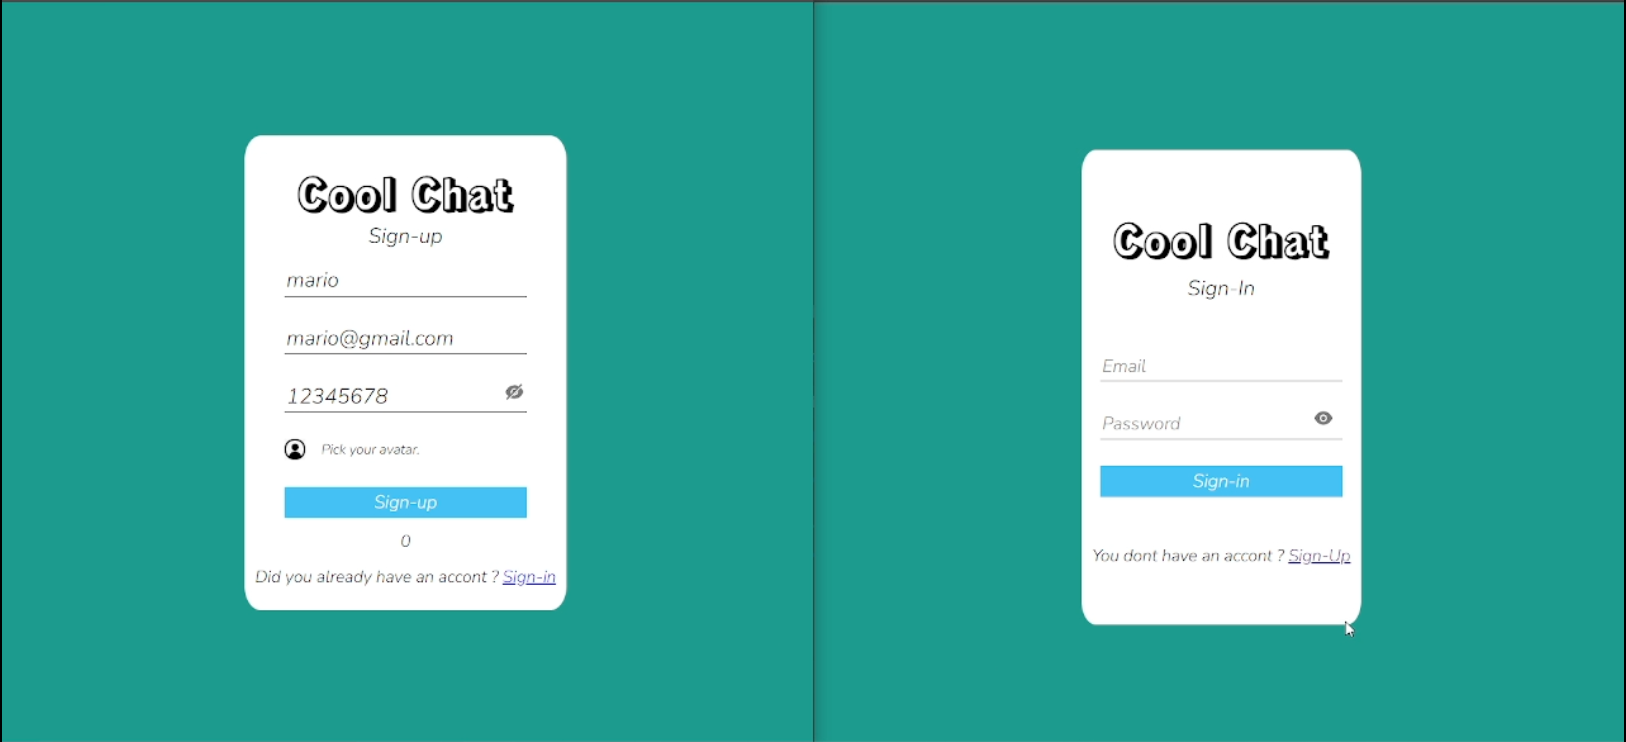 Cool Chat
Sign-up
mario
mario@gmail.com
12345678
Pick your avatar.
Sign-up
0
Did you already have an accont ? Sign-in
Cool Chat
Sign-In
Email
Password
Sign-in
You dont have an accont ? Sign-Up